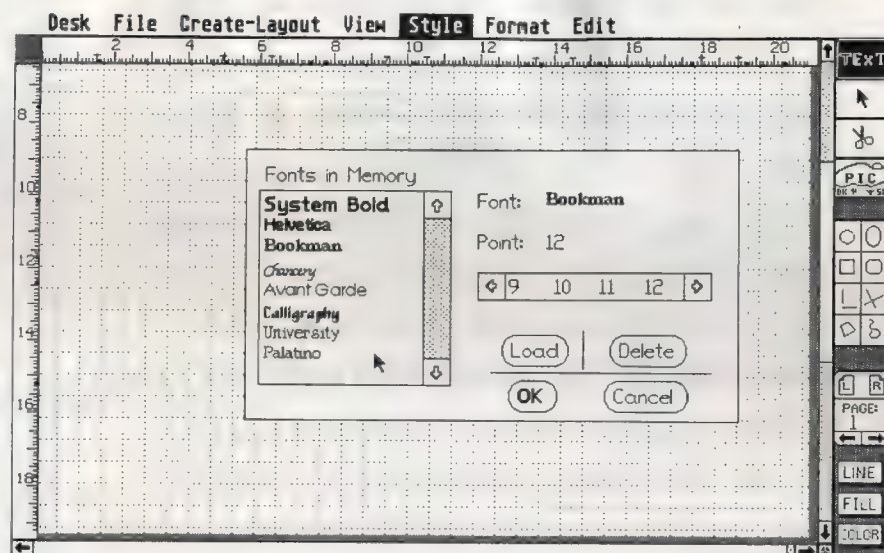 Desk File Create-Layout View Style Format Edit
2 4 6 8 10 12 14 16 18 20
TEXT
8
10
12
14
16
18
PIC
Fonts in Memory
System Bold
Helvetica
Bookman
Chancery
Avant Garde
Calligraphy
University
Palatino
Font: Bookman
Point: 12
9 10 11 12
Load Delete
OK Cancel
L R
PAGE:
1
LINE
FILL
COLOR